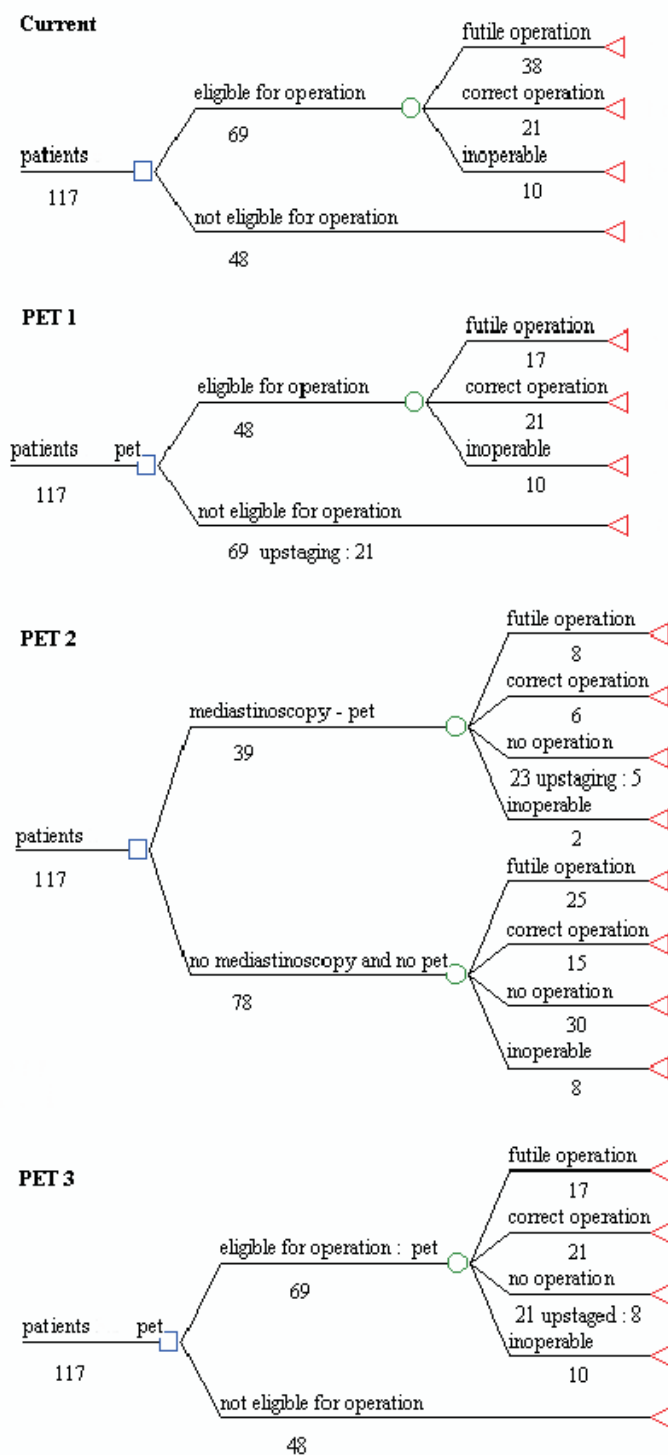 Current
futile operation
38
eligible for operation
correct operation
69
21
patients
inoperable
117
10
not eligible for operation
48
PET 1
futile operation
17
eligible for operation
correct operation
48
21
patients pet
inoperable
117
10
not eligible for operation
69 upstaging : 21
PET 2
futile operation
8
correct operation
mediastinoscopy - pet
6
39
no operation
23 upstaging : 5
inoperable
patients
2
117
futile operation
25
correct operation
no mediastinoscopy and no pet
15
78
no operation
30
inoperable
8
PET 3
futile operation
17
correct operation
eligible for operation : pet
21
69
no operation
21 upstaged : 8
patients pet
inoperable
117
10
not eligible for operation
48